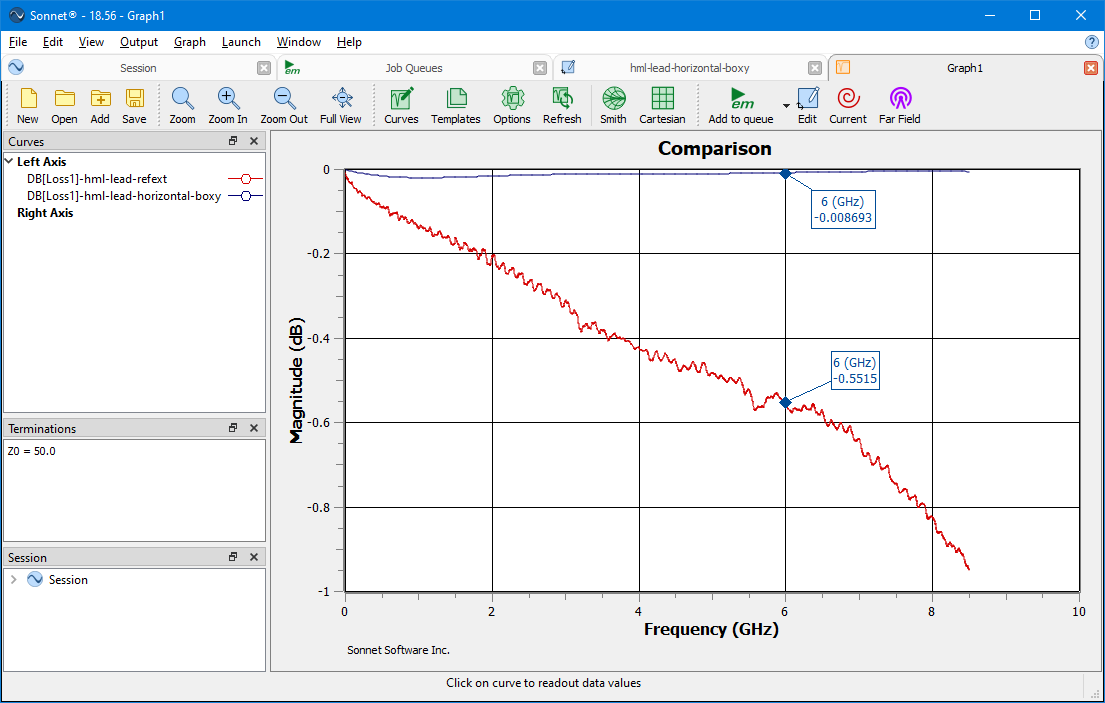 Sonnet® - 18.56 - Graph1
File Edit View Output Graph Launch Window Help
Session
em Job Queues
hml-lead-horizontal-boxy
Graph1
New Open Add Save Zoom Zoom In Zoom Out Full View Curves Templates Options Refresh Smith Cartesian em Add to queue Edit Current Far Field
Curves
Left Axis
DB[Loss1]-hml-lead-refext
DB[Loss1]-hml-lead-horizontal-boxy
Right Axis
Terminations
Z0 = 50.0
Session
Session
Comparison
Magnitude (dB)
0
-0.2
-0.4
-0.6
-0.8
-1
6 (GHz)
-0.008693
6 (GHz)
-0.5515
0 2 4 6 8 10
Frequency (GHz)
Sonnet Software Inc.
Click on curve to readout data values